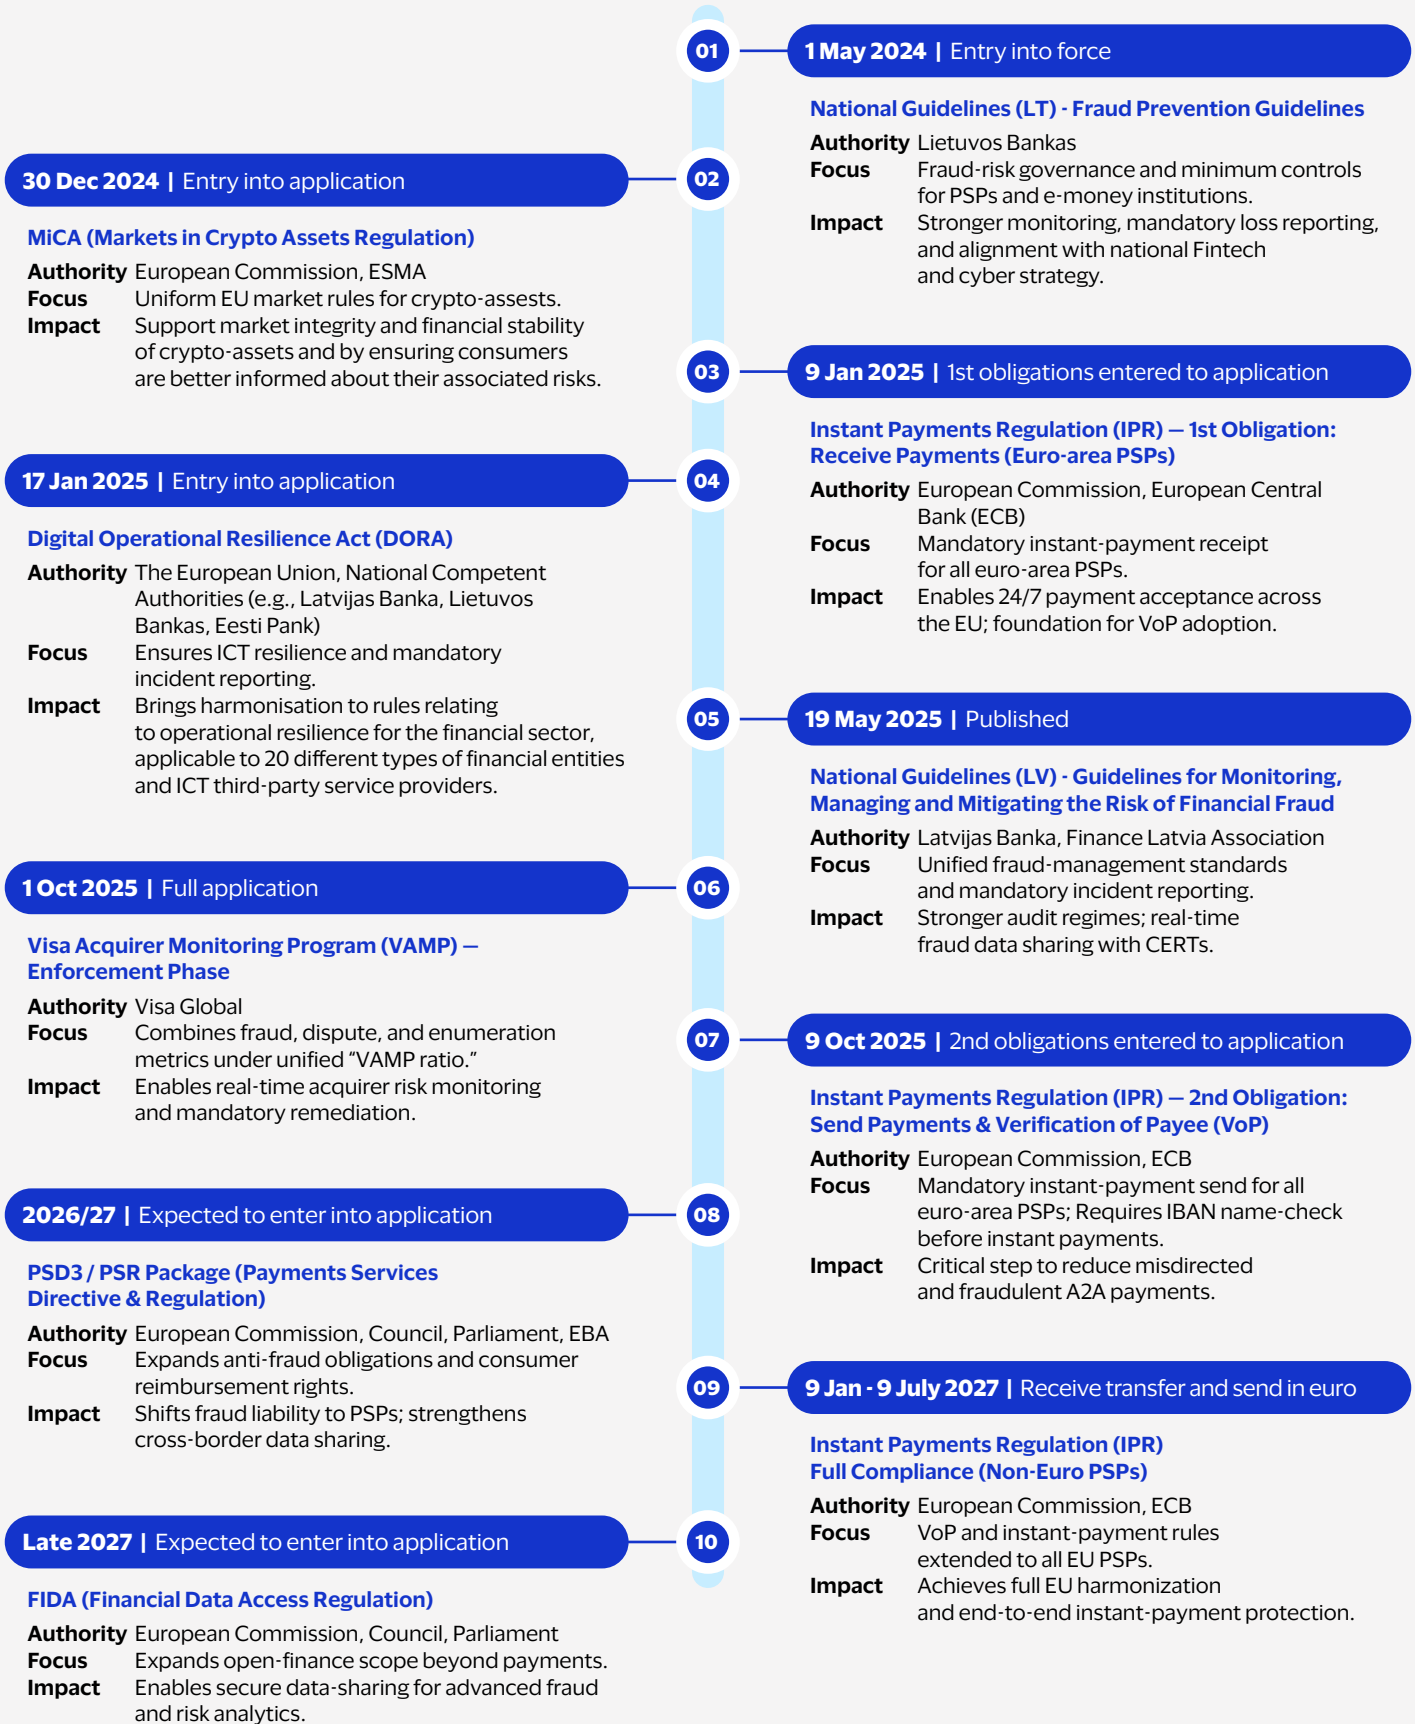 01
1 May 2024 | Entry into force
National Guidelines (LT) - Fraud Prevention Guidelines
Authority Lietuvos Bankas
Focus Fraud-risk governance and minimum controls
for PSPs and e-money institutions.
Impact Stronger monitoring, mandatory loss reporting,
and alignment with national Fintech
and cyber strategy.
02
30 Dec 2024 | Entry into application
MiCA (Markets in Crypto Assets Regulation)
Authority European Commission, ESMA
Focus Uniform EU market rules for crypto-assests.
Impact Support market integrity and financial stability
of crypto-assets and by ensuring consumers
are better informed about their associated risks.
03
9 Jan 2025 | 1st obligations entered to application
Instant Payments Regulation (IPR) — 1st Obligation:
Receive Payments (Euro-area PSPs)
Authority European Commission, European Central
Bank (ECB)
Focus Mandatory instant-payment receipt
for all euro-area PSPs.
Impact Enables 24/7 payment acceptance across
the EU; foundation for VoP adoption.
04
17 Jan 2025 | Entry into application
Digital Operational Resilience Act (DORA)
Authority The European Union, National Competent
Authorities (e.g., Latvijas Banka, Lietuvos
Bankas, Eesti Pank)
Focus Ensures ICT resilience and mandatory
incident reporting.
Impact Brings harmonisation to rules relating
to operational resilience for the financial sector,
applicable to 20 different types of financial entities
and ICT third-party service providers.
05
19 May 2025 | Published
National Guidelines (LV) - Guidelines for Monitoring,
Managing and Mitigating the Risk of Financial Fraud
Authority Latvijas Banka, Finance Latvia Association
Focus Unified fraud-management standards
and mandatory incident reporting.
Impact Stronger audit regimes; real-time
fraud data sharing with CERTs.
06
1 Oct 2025 | Full application
Visa Acquirer Monitoring Program (VAMP) —
Enforcement Phase
Authority Visa Global
Focus Combines fraud, dispute, and enumeration
metrics under unified “VAMP ratio.”
Impact Enables real-time acquirer risk monitoring
and mandatory remediation.
07
9 Oct 2025 | 2nd obligations entered to application
Instant Payments Regulation (IPR) — 2nd Obligation:
Send Payments & Verification of Payee (VoP)
Authority European Commission, ECB
Focus Mandatory instant-payment send for all
euro-area PSPs; Requires IBAN name-check
before instant payments.
Impact Critical step to reduce misdirected
and fraudulent A2A payments.
08
2026/27 | Expected to enter into application
PSD3 / PSR Package (Payments Services
Directive & Regulation)
Authority European Commission, Council, Parliament, EBA
Focus Expands anti-fraud obligations and consumer
reimbursement rights.
Impact Shifts fraud liability to PSPs; strengthens
cross-border data sharing.
09
9 Jan - 9 July 2027 | Receive transfer and send in euro
Instant Payments Regulation (IPR)
Full Compliance (Non-Euro PSPs)
Authority European Commission, ECB
Focus VoP and instant-payment rules
extended to all EU PSPs.
Impact Achieves full EU harmonization
and end-to-end instant-payment protection.
10
Late 2027 | Expected to enter into application
FIDA (Financial Data Access Regulation)
Authority European Commission, Council, Parliament
Focus Expands open-finance scope beyond payments.
Impact Enables secure data-sharing for advanced fraud
and risk analytics.